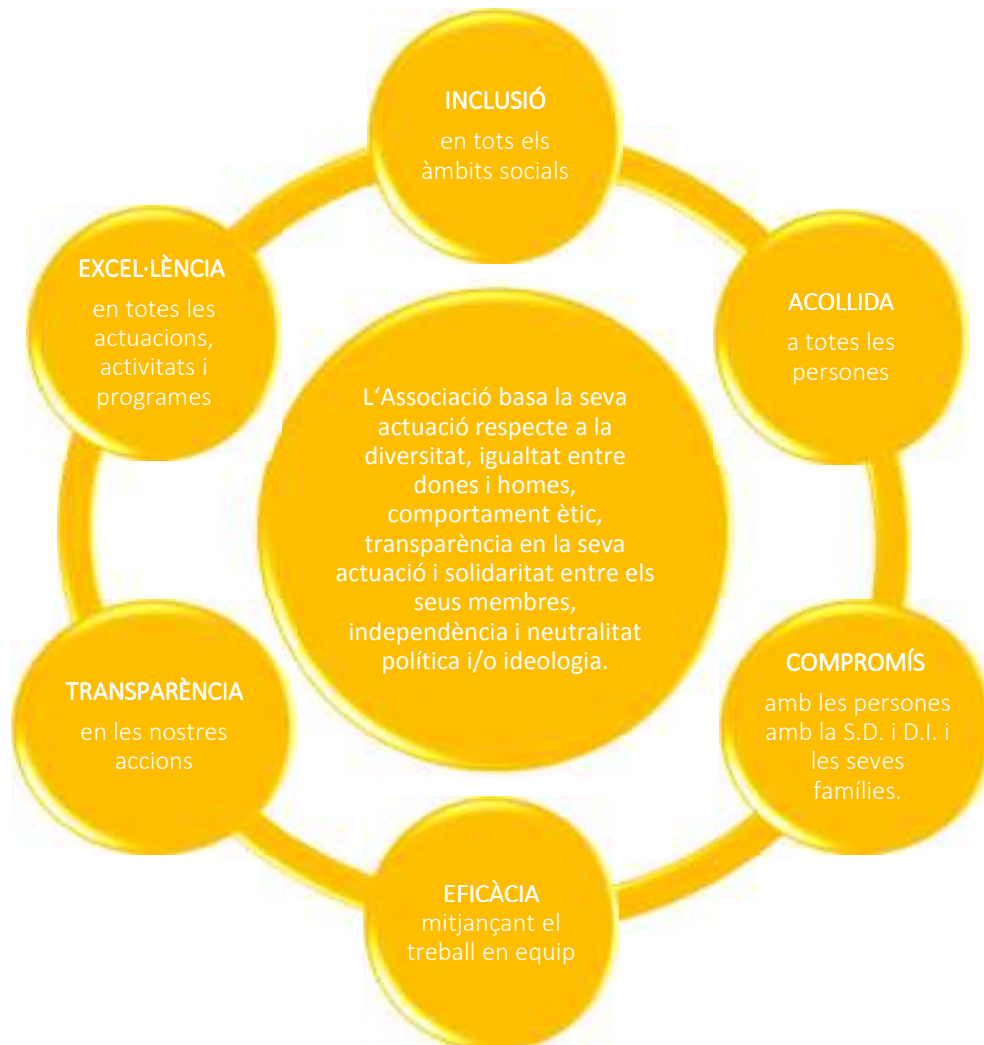 INCLUSIÓ
en tots els
àmbits socials
ACOLLIDA
a totes les
persones
COMPROMÍS
amb les persones
amb la S.D. i D.I. i
les seves
famílies.
EFICÀCIA
mitjançant el
treball en equip
TRANSPARÈNCIA
en les nostres
accions
EXCEL·LÈNCIA
en totes les
actuacions,
activitats i
programes
L‘Associació basa la seva
actuació respecte a la
diversitat, igualtat entre
dones i homes,
comportament ètic,
transparència en la seva
actuació i solidaritat entre els
seus membres,
independència i neutralitat
política i/o ideologia.